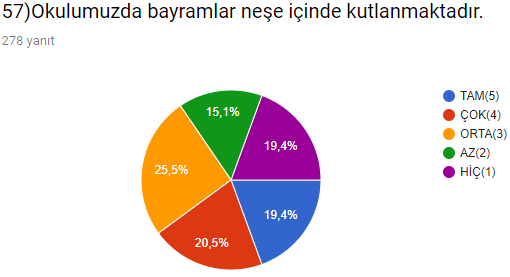 57)Okulumuzda bayramlar neşe içinde kutlanmaktadır.
278 yanıt
TAM(5)
ÇOK(4)
ORTA(3)
AZ(2)
HİÇ(1)
15,1%
19,4%
25,5%
19,4%
20,5%